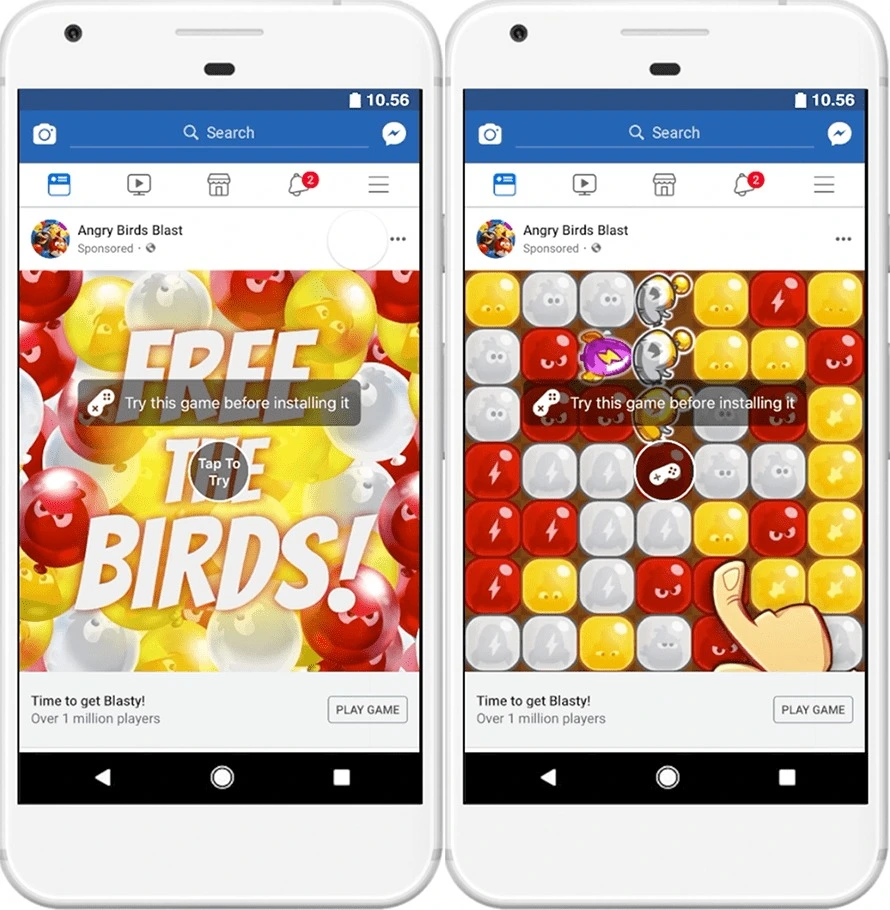 10.56
Search
2
Angry Birds Blast
Sponsored ·
FREE
Try this game before installing it
THE
Tap To
Try
BIRDS!
Time to get Blasty!
Over 1 million players
PLAY GAME
10.56
Search
2
Angry Birds Blast
Sponsored ·
Try this game before installing it
Time to get Blasty!
Over 1 million players
PLAY GAME